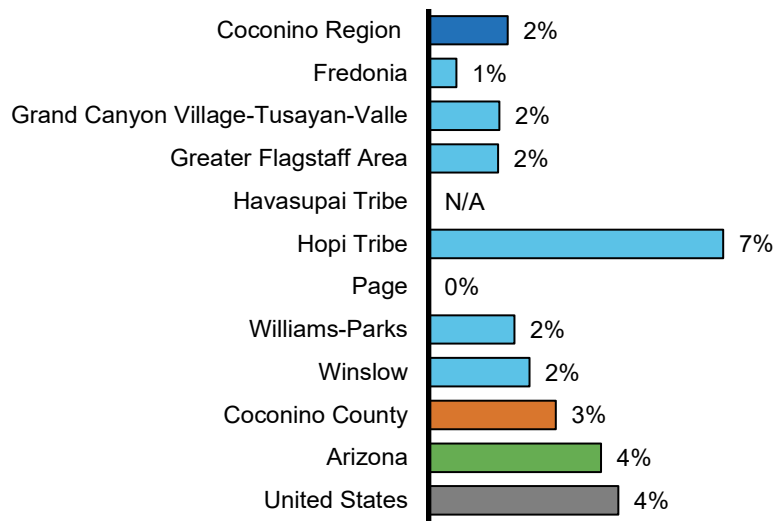 Coconino Region 2%
Fredonia 1%
Grand Canyon Village-Tusayan-Valle 2%
Greater Flagstaff Area 2%
Havasupai Tribe N/A
Hopi Tribe 7%
Page 0%
Williams-Parks 2%
Winslow 2%
Coconino County 3%
Arizona 4%
United States 4%